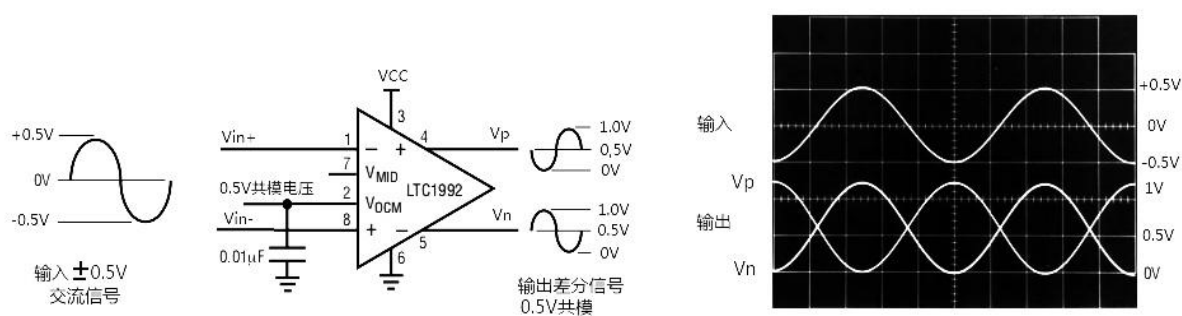 +0.5V
0V
-0.5V
输入±0.5V
交流信号
VCC
3
Vin+
1
4
Vp
7
VMID
LTC1992
0.5V共模电压
2
VOCM
Vin-
8
5
Vn
6
0.01μF
1.0V
0,5V
0V
1.0V
0.5V
0V
输出差分信号
0.5V共模
输入
+0.5V
0V
-0.5V
Vp
1V
输出
0.5V
Vn
0V